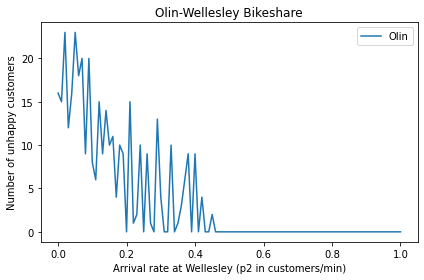 Olin-Wellesley Bikeshare
Olin
Number of unhappy customers
20
15
10
5
0
0.0 0.2 0.4 0.6 0.8 1.0
Arrival rate at Wellesley (p2 in customers/min)